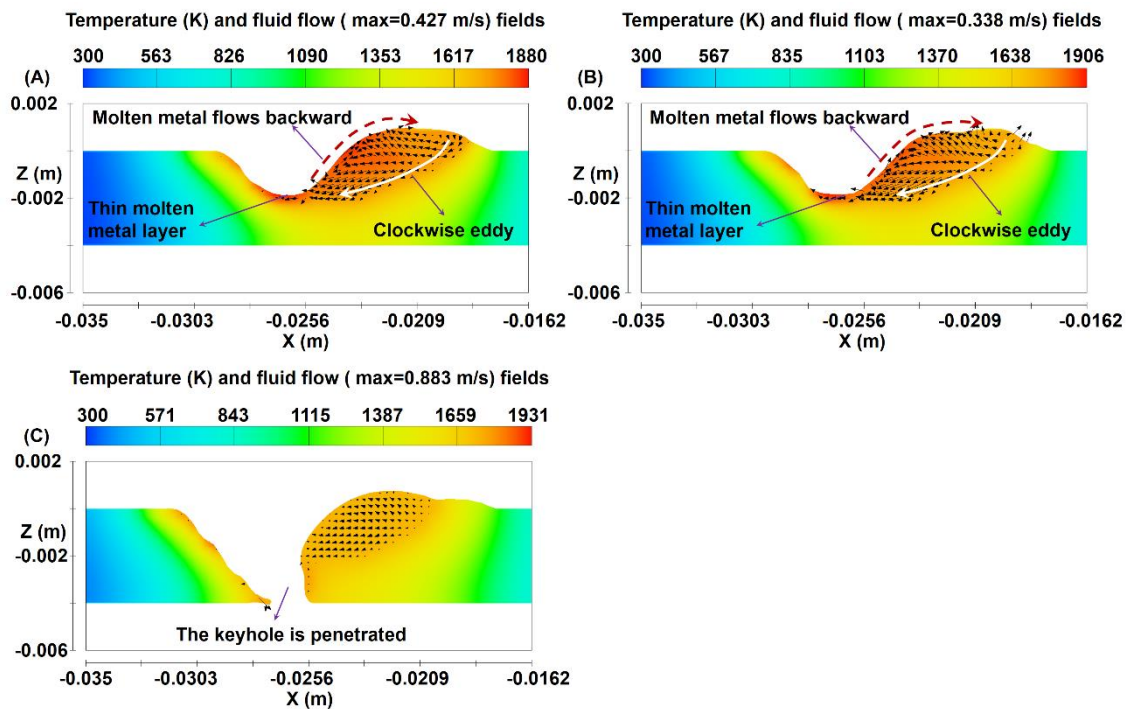 Temperature (K) and fluid flow ( max=0.427 m/s) fields
300 563 826 1090 1353 1617 1880
(A)
0.002
Molten metal flows backward
Z (m)
-0.002
Thin molten
metal layer
Clockwise eddy
-0.006
-0.035 -0.0303 -0.0256 -0.0209 -0.0162
X (m)
Temperature (K) and fluid flow ( max=0.338 m/s) fields
300 567 835 1103 1370 1638 1906
(B)
0.002
Molten metal flows backward
Z (m)
-0.002
Thin molten
metal layer
Clockwise eddy
-0.006
-0.035 -0.0303 -0.0256 -0.0209 -0.0162
X (m)
Temperature (K) and fluid flow ( max=0.883 m/s) fields
300 571 843 1115 1387 1659 1931
(C)
0.002
Z (m)
-0.002
The keyhole is penetrated
-0.006
-0.035 -0.0303 -0.0256 -0.0209 -0.0162
X (m)